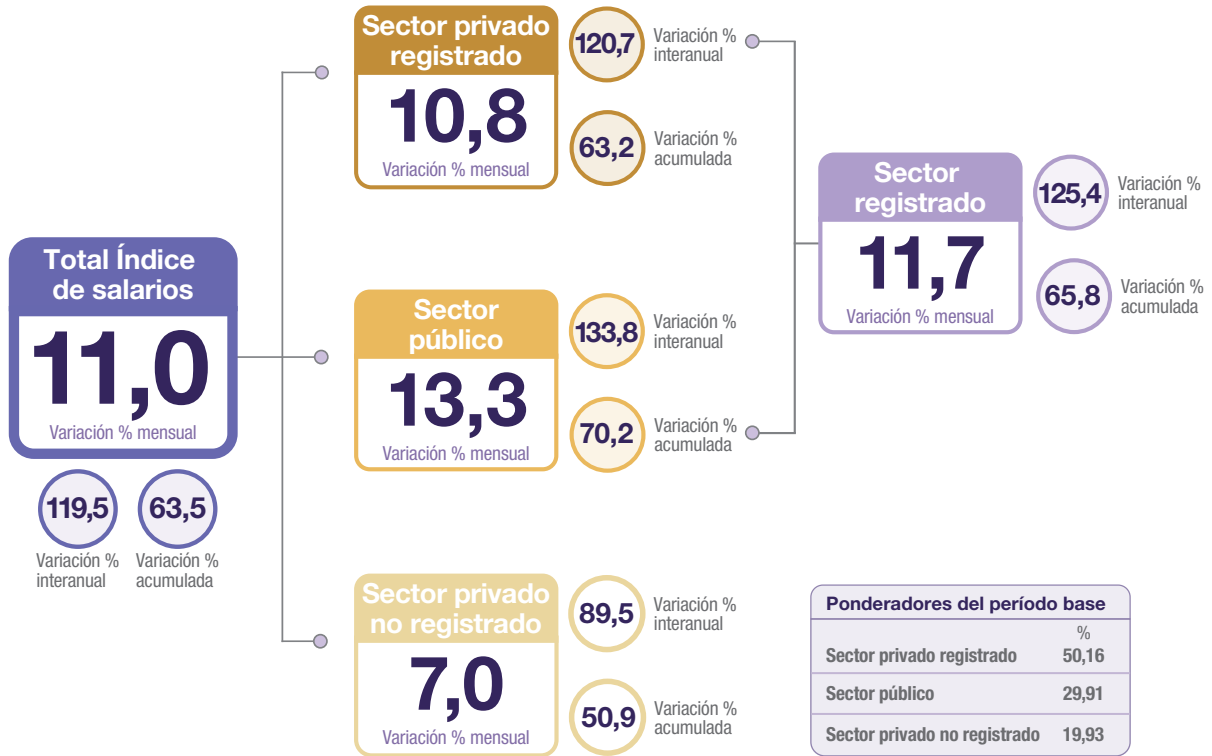 Total Índice
de salarios
11,0
Variación % mensual
119,5
Variación %
interanual
63,5
Variación %
acumulada
Sector privado
registrado
10,8
Variación % mensual
120,7
Variación %
interanual
63,2
Variación %
acumulada
Sector
público
13,3
Variación % mensual
133,8
Variación %
interanual
70,2
Variación %
acumulada
Sector privado
no registrado
7,0
Variación % mensual
89,5
Variación %
interanual
50,9
Variación %
acumulada
Sector
registrado
11,7
Variación % mensual
125,4
Variación %
interanual
65,8
Variación %
acumulada
Ponderadores del período base
%
Sector privado registrado 50,16
Sector público 29,91
Sector privado no registrado 19,93